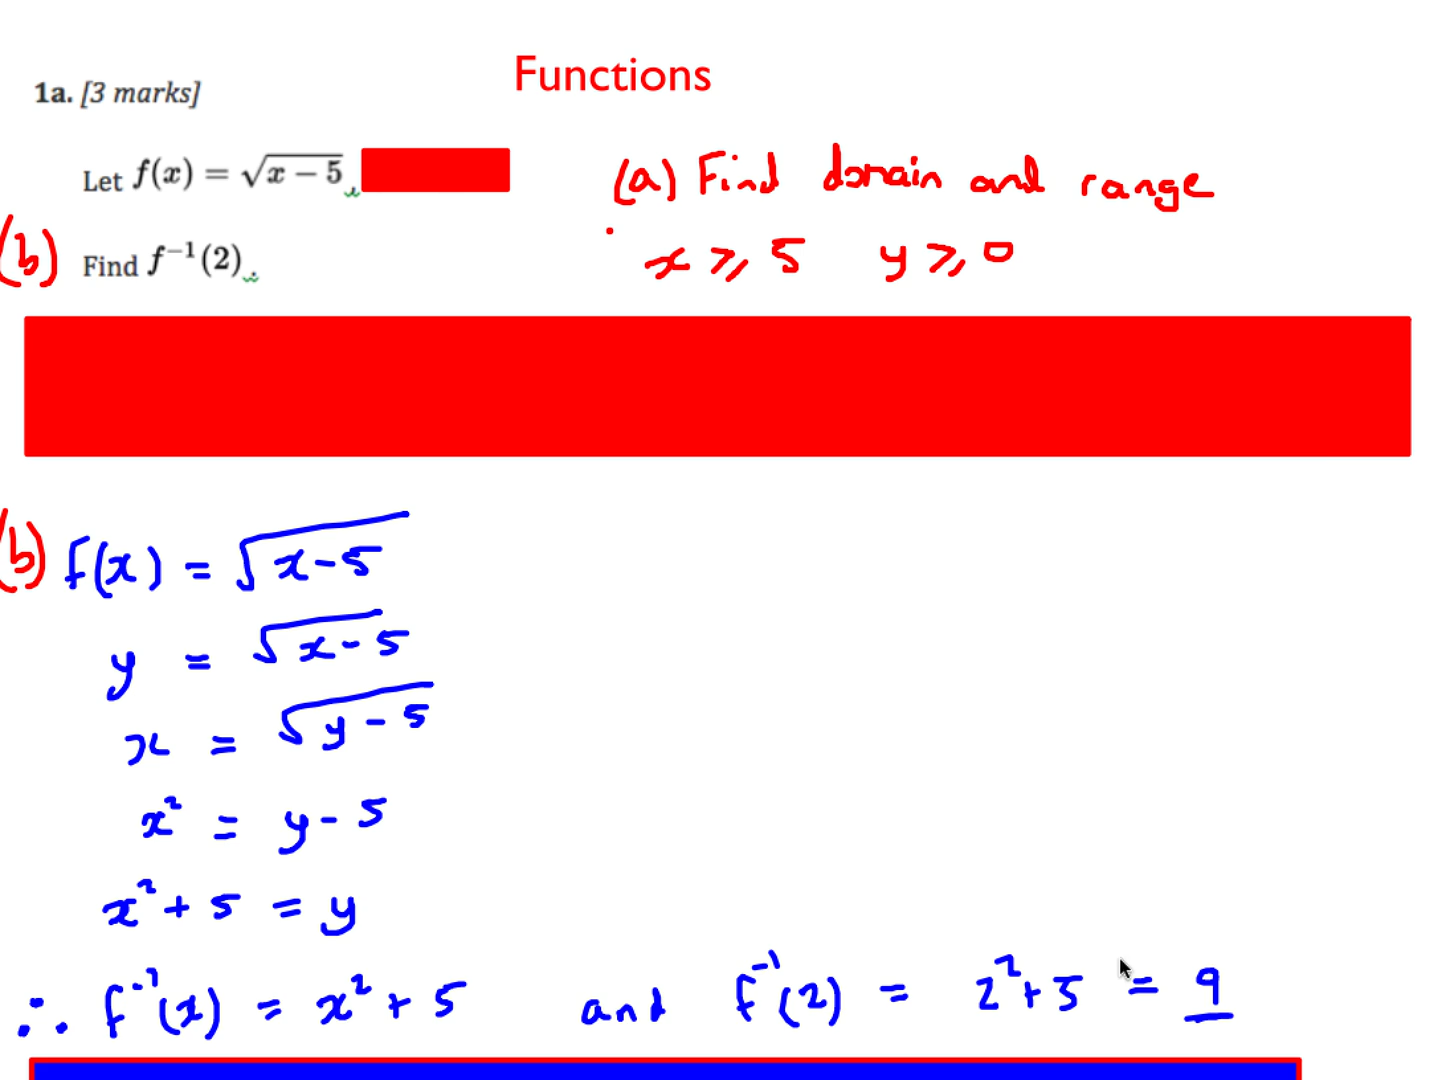 Functions
1a. [3 marks]
Let f(x) = √(x − 5) ,
(a) Find domain and range
x ⩾ 5 y ⩾ 0
(b) Find f⁻¹(2) .
(b) f(x) = √(x-5)
y = √(x-5)
x = √(y-5)
x² = y-5
x² + 5 = y
∴ f⁻¹(x) = x² + 5 and f⁻¹(2) = 2² + 5 = 9